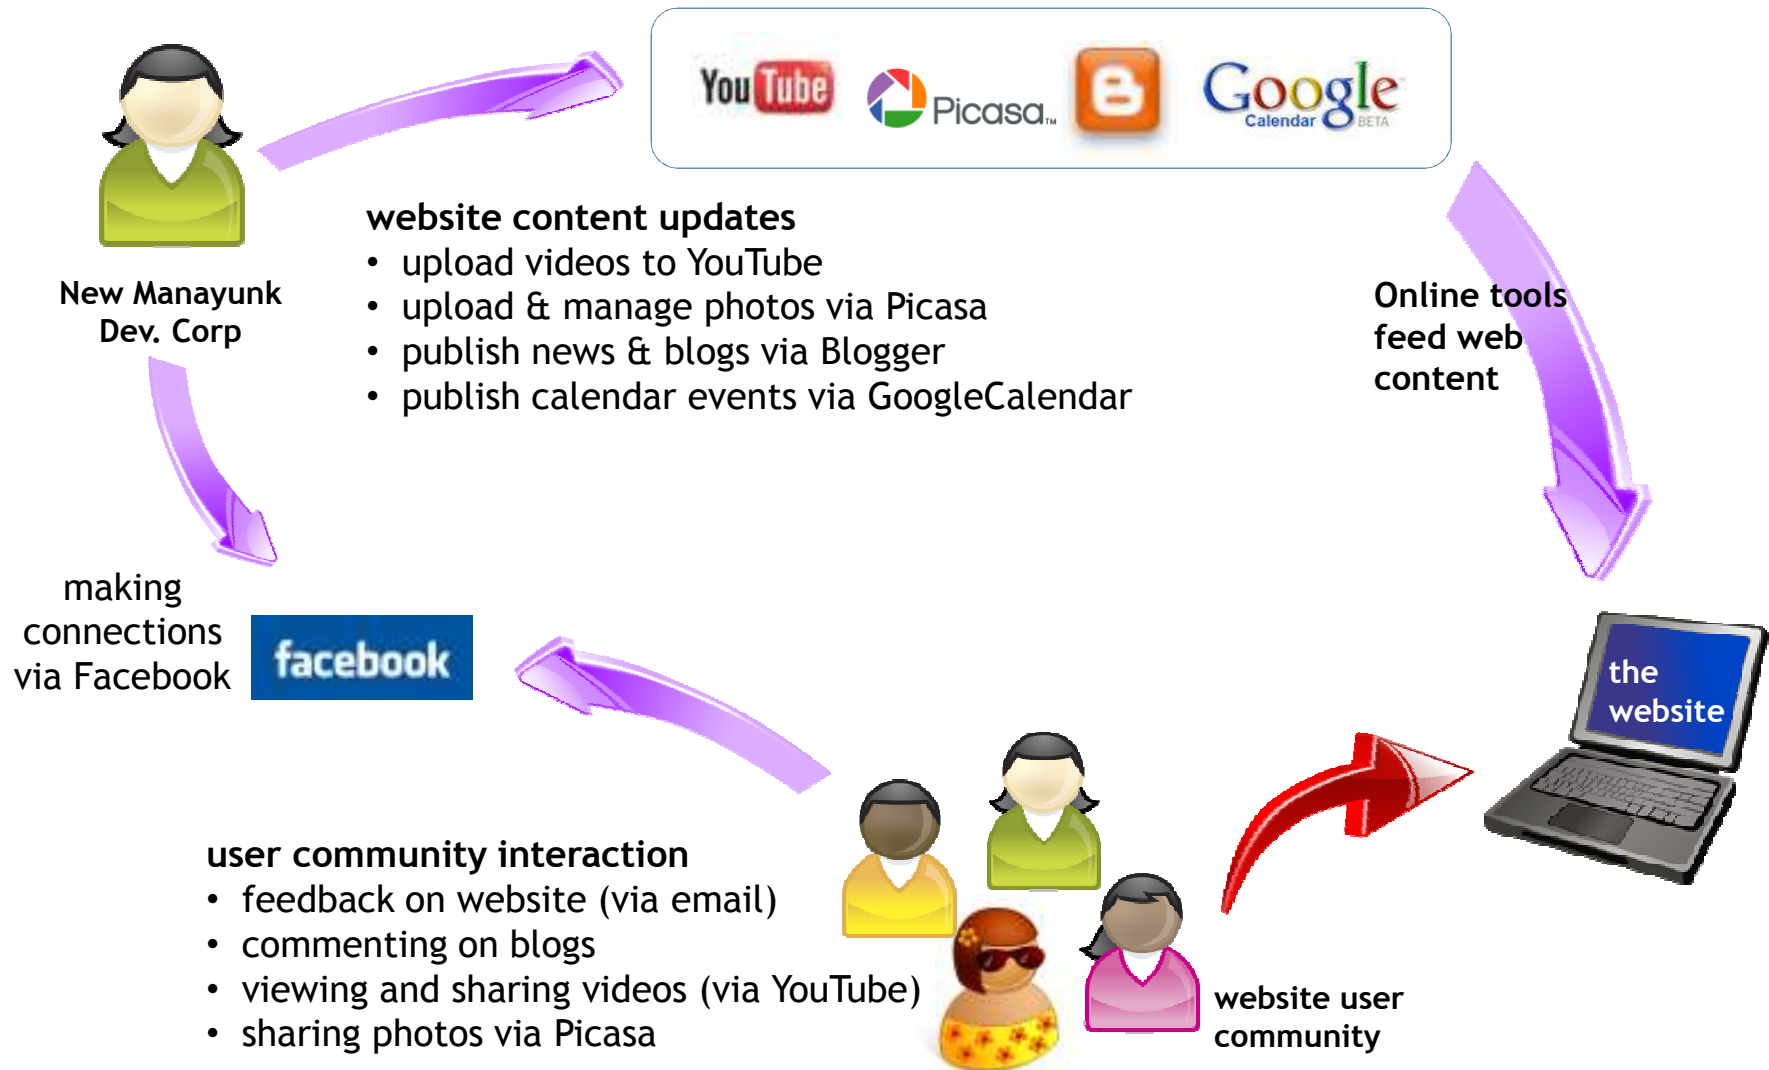 You Tube
Picasa™
B
Google™
Calendar BETA
website content updates
• upload videos to YouTube
• upload & manage photos via Picasa
• publish news & blogs via Blogger
• publish calendar events via GoogleCalendar
New Manayunk
Dev. Corp
Online tools
feed web
content
making
connections
via Facebook
facebook
the
website
user community interaction
• feedback on website (via email)
• commenting on blogs
• viewing and sharing videos (via YouTube)
• sharing photos via Picasa
website user
community